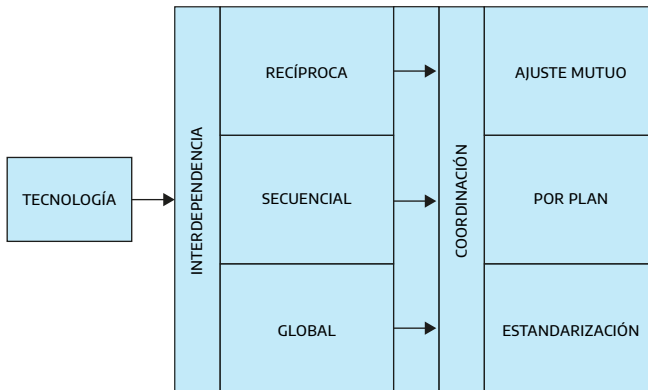 TECNOLOGÍA
INTERDEPENDENCIA
RECÍPROCA
SECUENCIAL
GLOBAL
COORDINACIÓN
AJUSTE MUTUO
POR PLAN
ESTANDARIZACIÓN